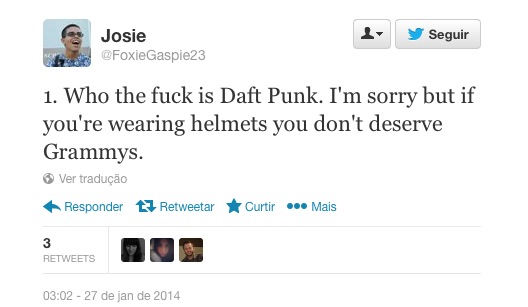 Josie
@FoxieGaspie23
Seguir
1. Who the fuck is Daft Punk. I'm sorry but if
you're wearing helmets you don't deserve
Grammys.
Ver tradução
Responder Retweetar Curtir Mais
3
RETWEETS
03:02 - 27 de jan de 2014